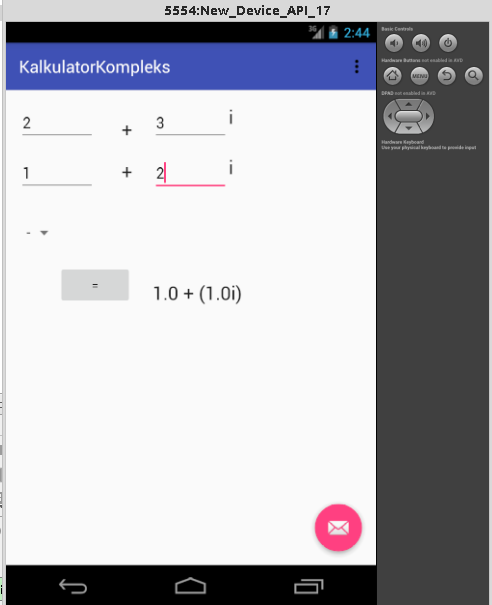 5554:New_Device_API_17
3G 2:44
KalkulatorKompleks
2 + 3 i
1 + 2 i
-
= 1.0 + (1.0i)
Basic Controls
Hardware Buttons not enabled in AVD
MENU
DPAD not enabled in AVD
Hardware Keyboard
Use your physical keyboard to provide input